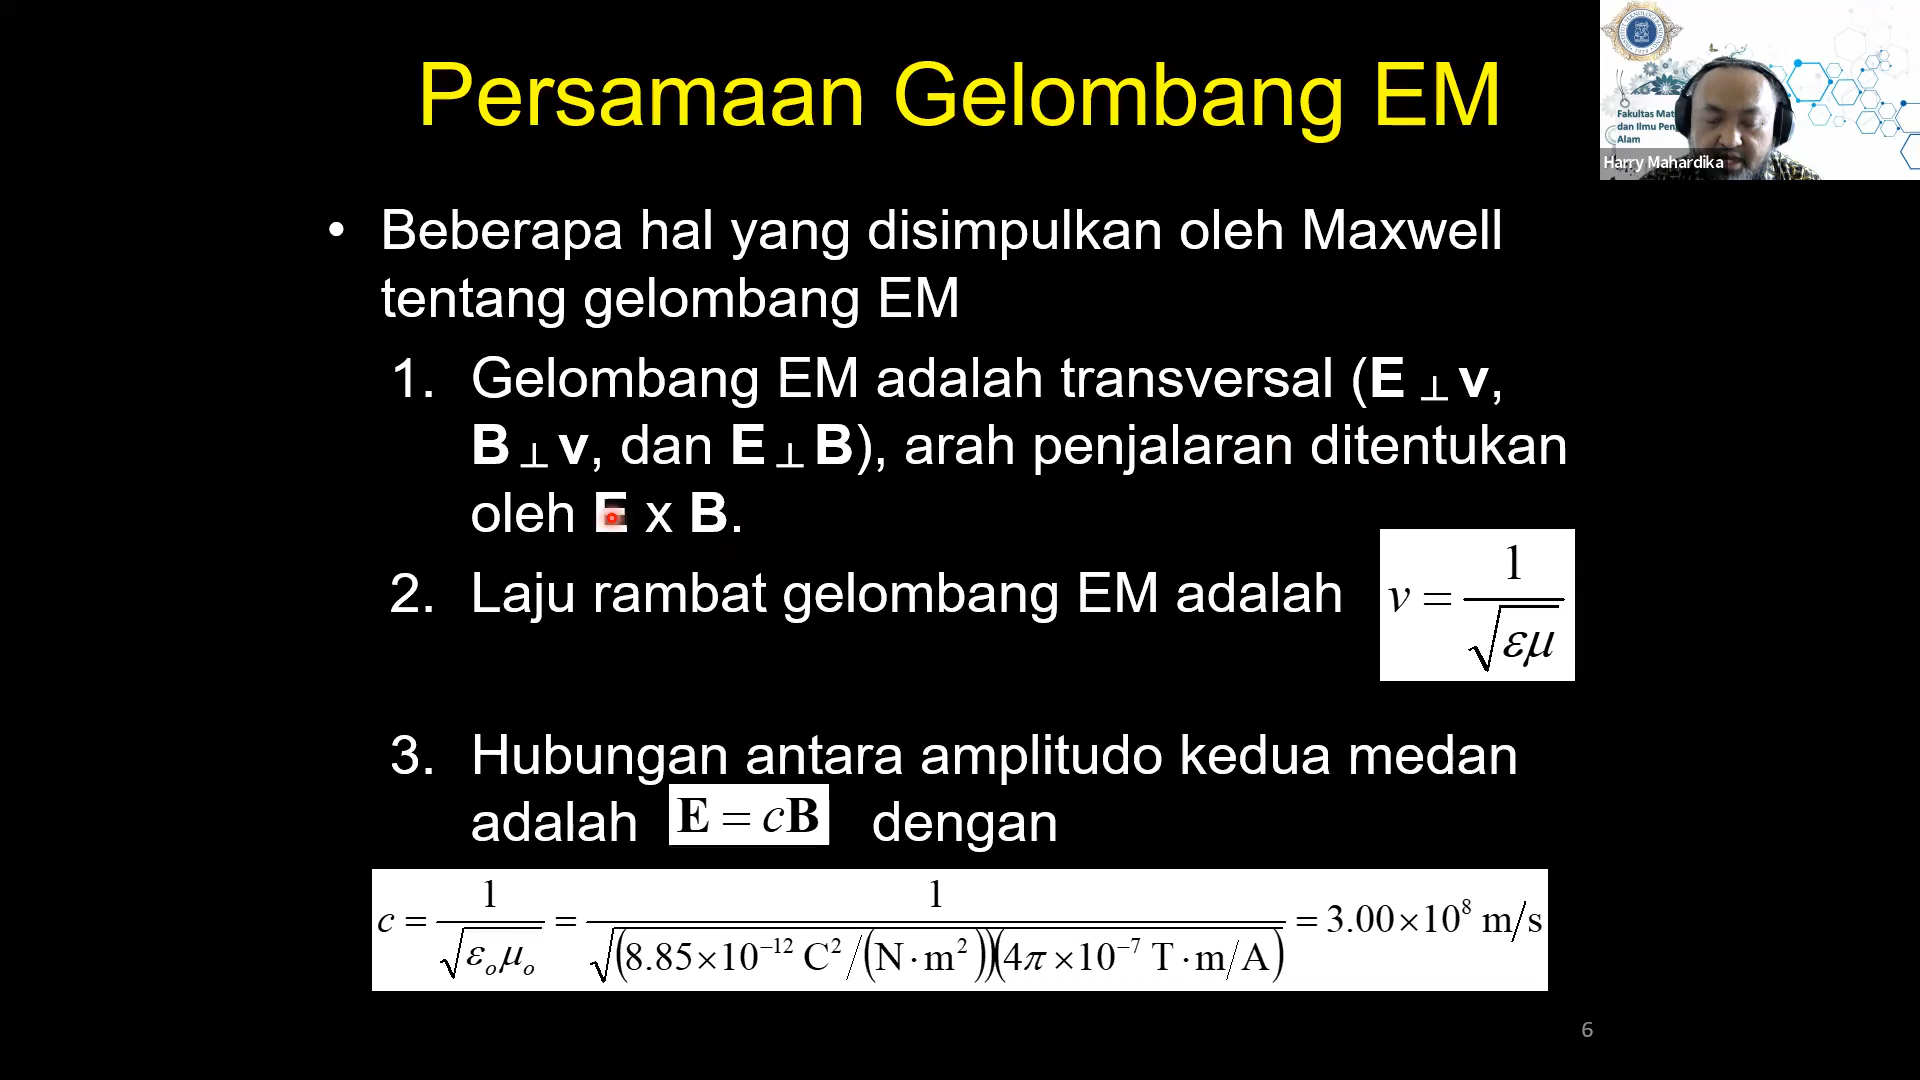 Persamaan Gelombang EM
Fakultas Mat
dan Ilmu Pen
Alam
Harry Mahardika
• Beberapa hal yang disimpulkan oleh Maxwell
tentang gelombang EM
1. Gelombang EM adalah transversal (E ⊥ v,
B ⊥ v, dan E ⊥ B), arah penjalaran ditentukan
oleh E x B.
2. Laju rambat gelombang EM adalah v = 1/√(εμ)
3. Hubungan antara amplitudo kedua medan
adalah E = cB dengan
c = 1/√(εₒμₒ) = 1/√((8.85×10⁻¹² C²/(N·m²))(4π×10⁻⁷ T·m/A)) = 3.00×10⁸ m/s
6